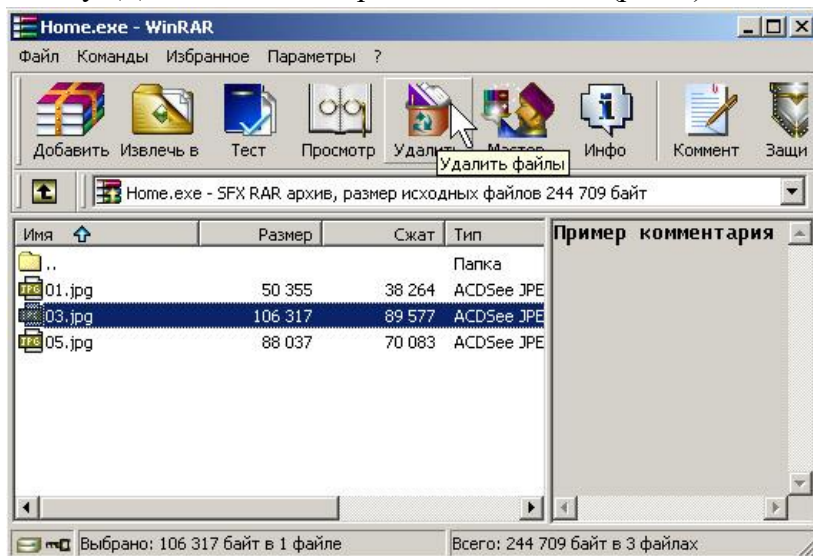 Home.exe - WinRAR
Файл Команды Избранное Параметры ?
Добавить Извлечь в Тест Просмотр Удалить Мастер Инфо Коммент Защи
Удалить файлы
Home.exe - SFX RAR архив, размер исходных файлов 244 709 байт
Имя Размер Сжат Тип
.. Папка
01.jpg 50 355 38 264 ACDSee JPE
03.jpg 106 317 89 577 ACDSee JPE
05.jpg 88 037 70 083 ACDSee JPE
Пример комментария
Выбрано: 106 317 байт в 1 файле
Всего: 244 709 байт в 3 файлах